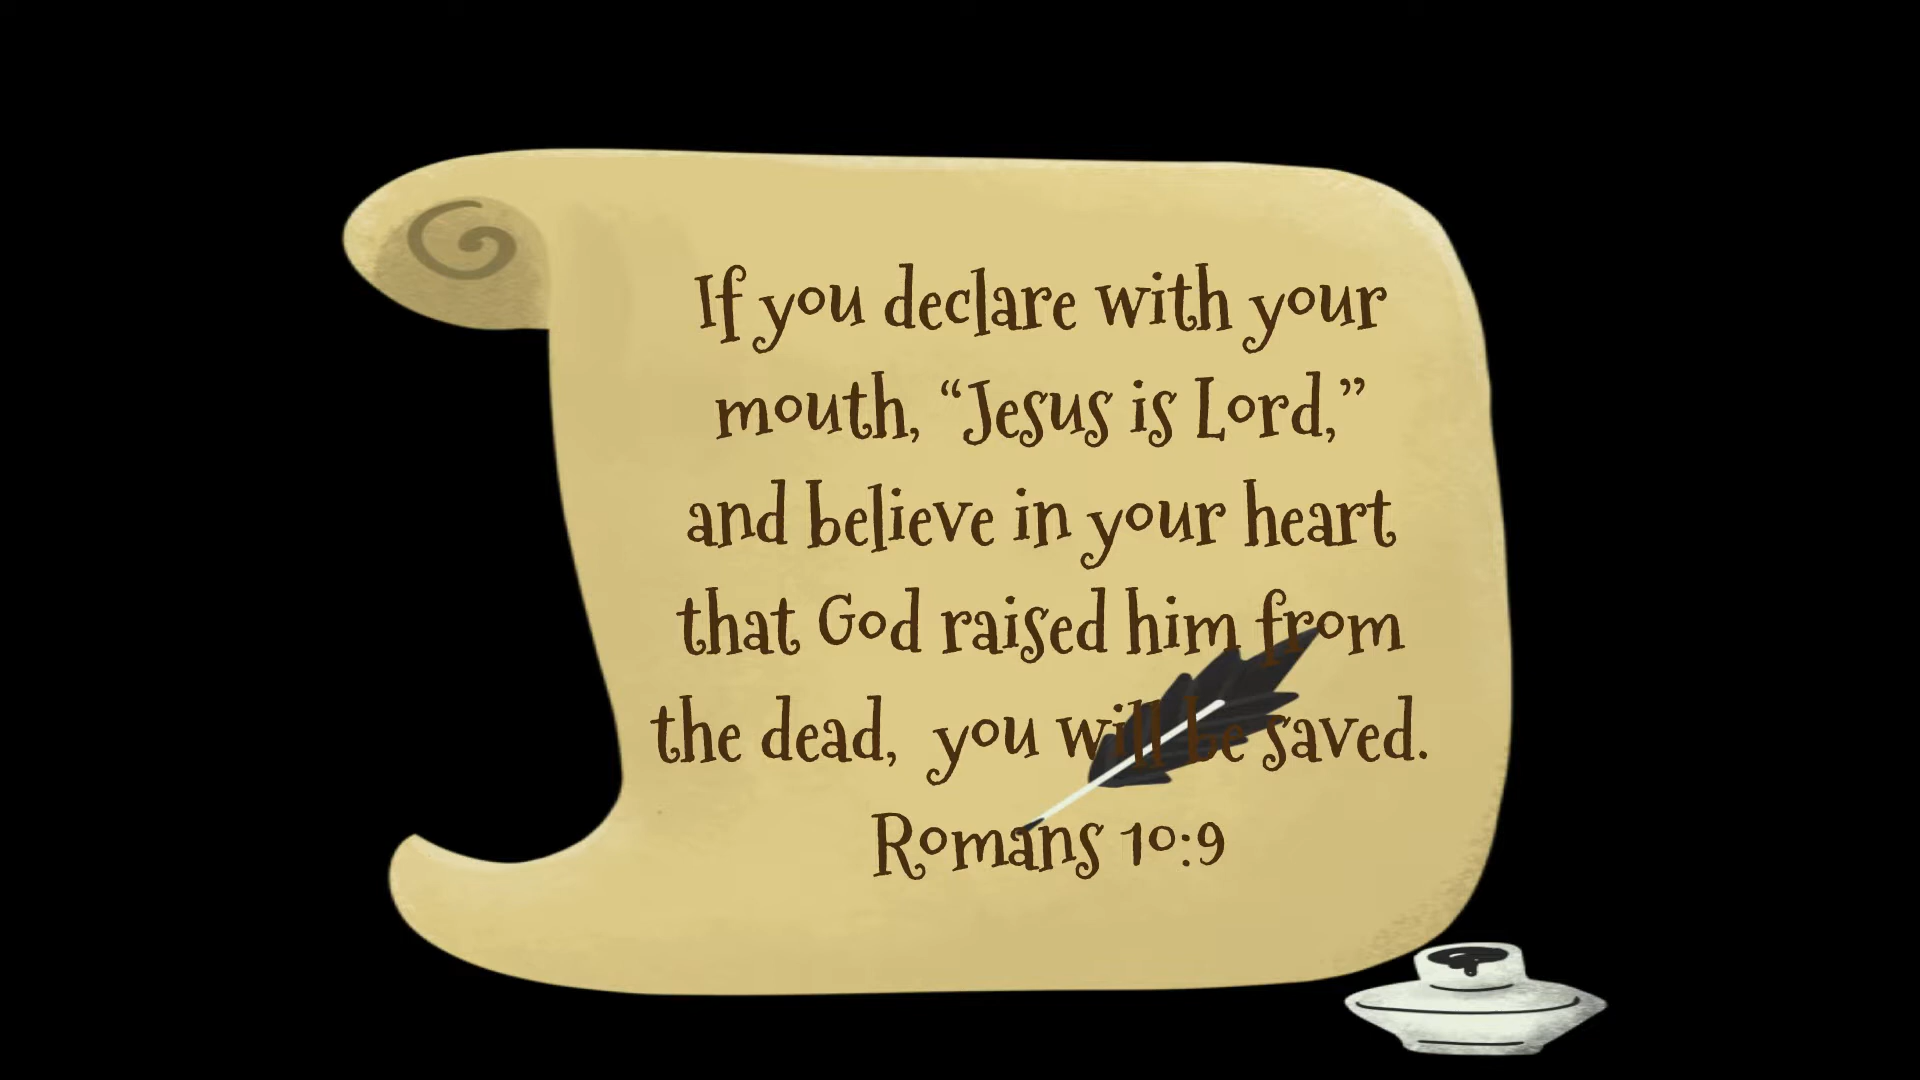 If you declare with your
mouth, “Jesus is Lord,”
and believe in your heart
that God raised him from
the dead, you will be saved.
Romans 10:9